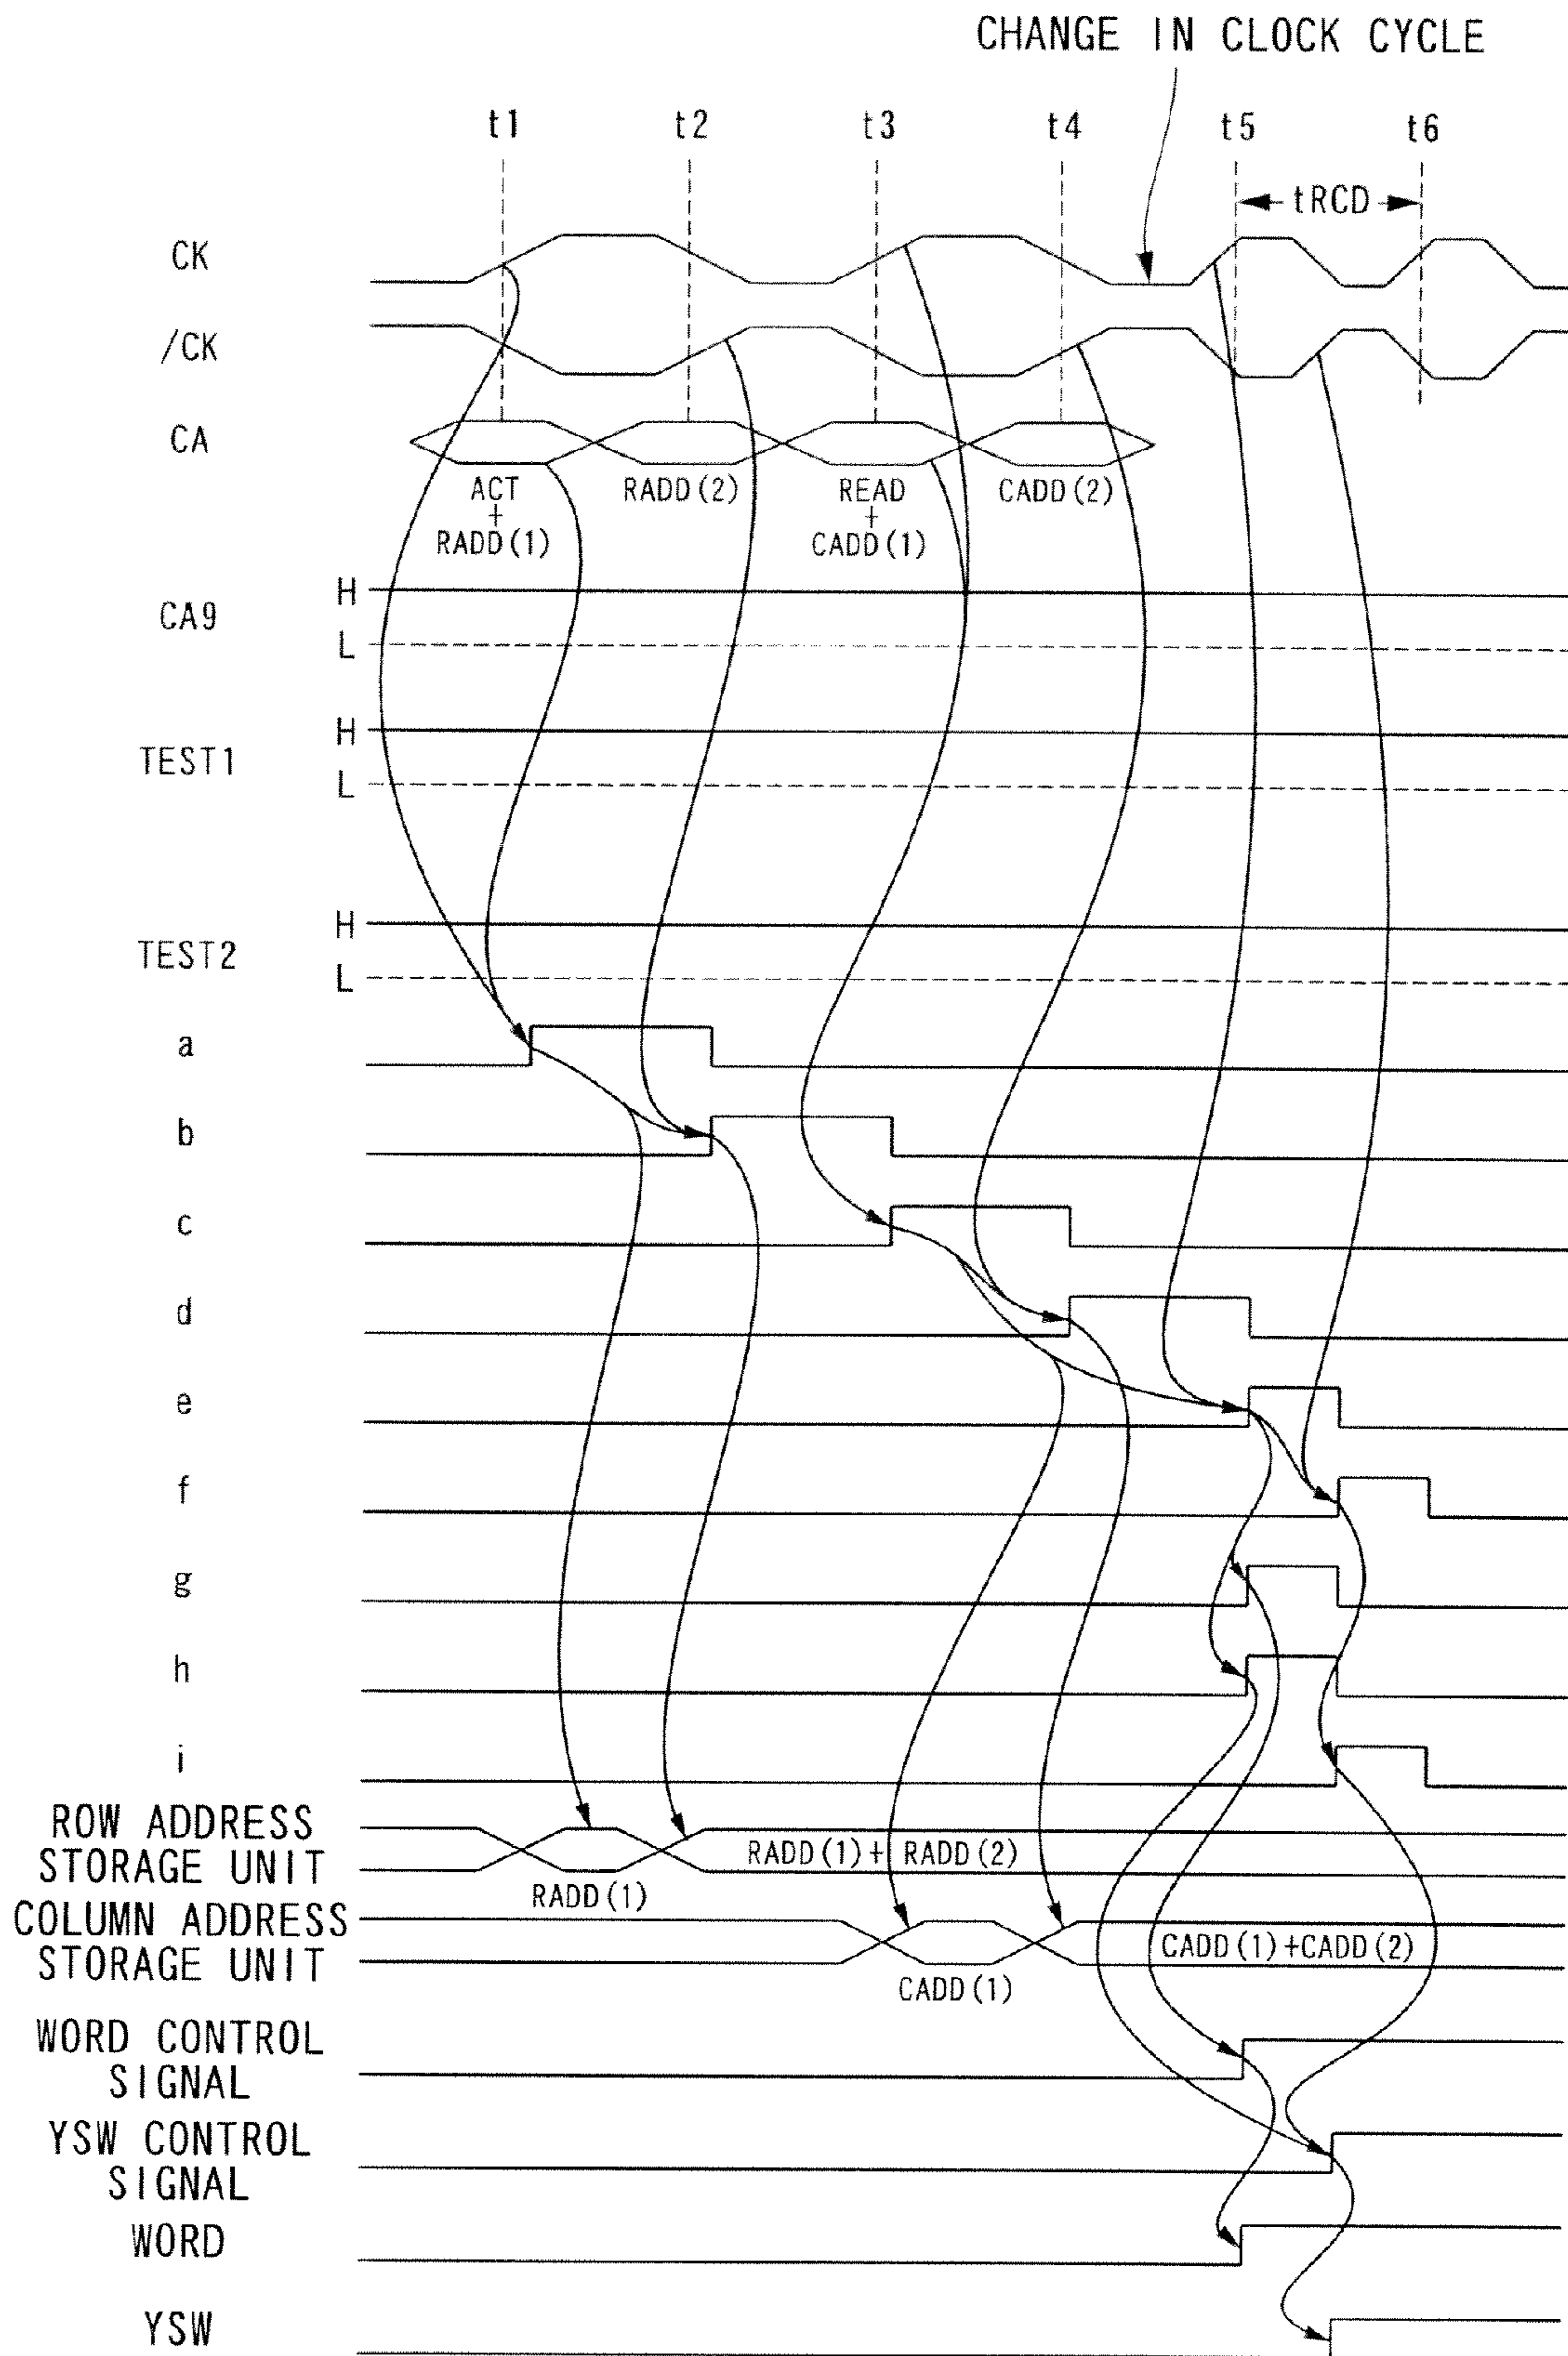 CHANGE IN CLOCK CYCLE
t1 t2 t3 t4 t5 t6
tRCD
CK
/CK
CA
ACT RADD(2) READ CADD(2)
+ +
RADD(1) CADD(1)
H
CA9
L
H
TEST1
L
H
TEST2
L
a
b
c
d
e
f
g
h
i
ROW ADDRESS
STORAGE UNIT
RADD(1)+RADD(2)
RADD(1)
COLUMN ADDRESS
STORAGE UNIT
CADD(1)+CADD(2)
CADD(1)
WORD CONTROL
SIGNAL
YSW CONTROL
SIGNAL
WORD
YSW